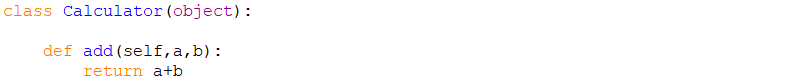 class Calculator(object):
    def add(self,a,b):
        return a+b